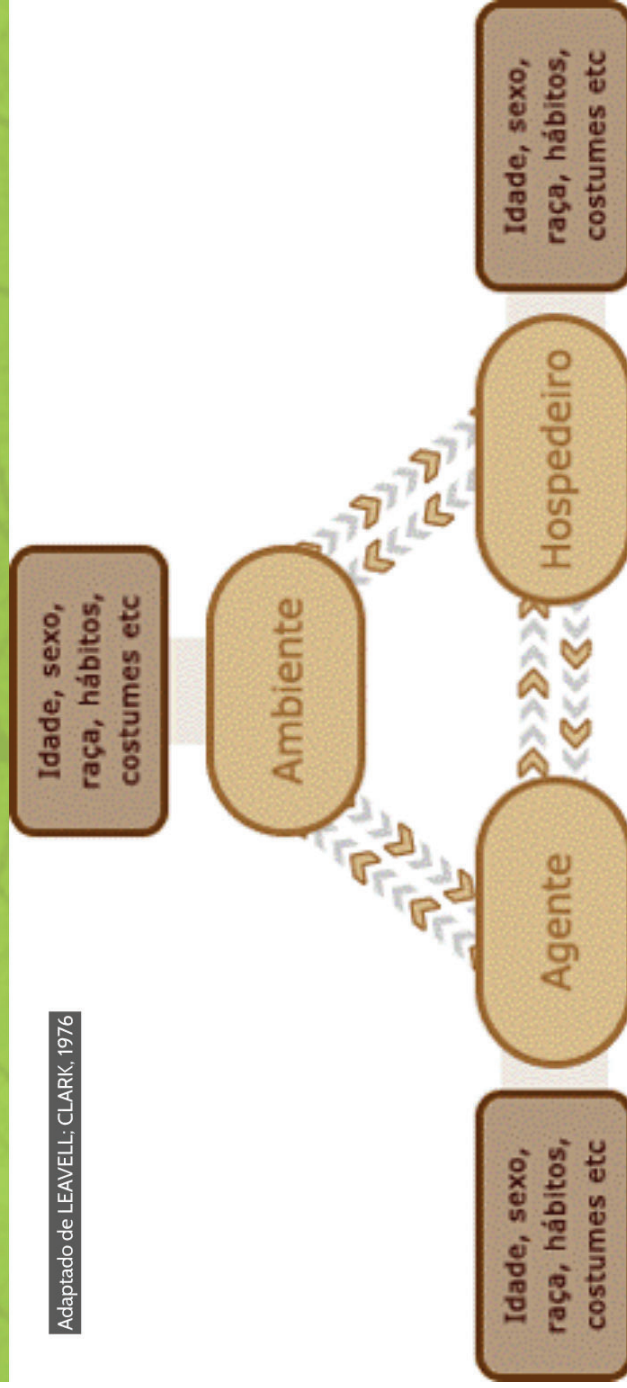 Adaptado de LEAVELL; CLARK, 1976
Idade, sexo,
raça, hábitos,
costumes etc
Ambiente
Idade, sexo,
raça, hábitos,
costumes etc
Agente
Hospedeiro
Idade, sexo,
raça, hábitos,
costumes etc